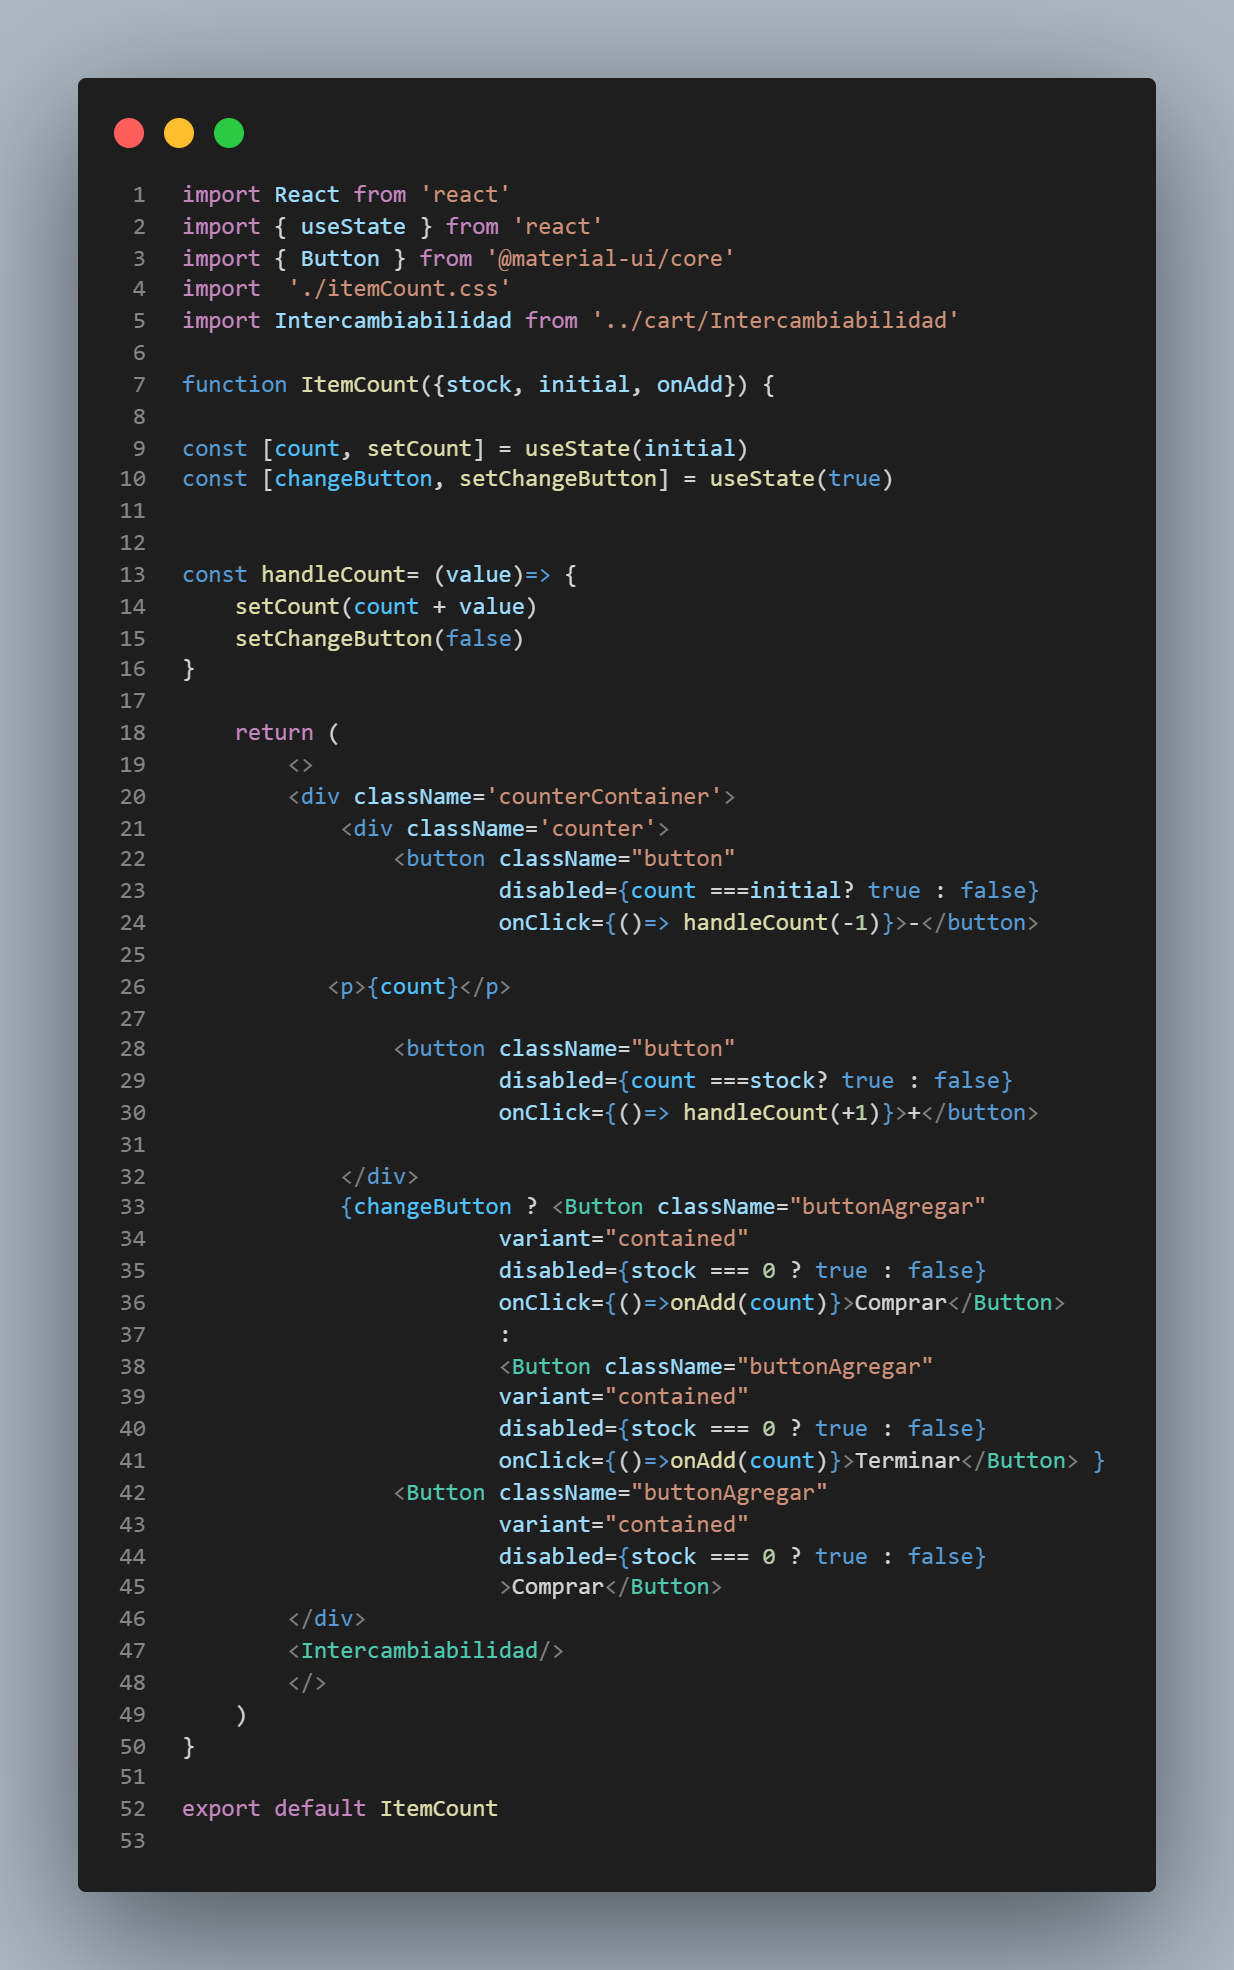 1 import React from 'react'
2 import { useState } from 'react'
3 import { Button } from '@material-ui/core'
4 import  './itemCount.css'
5 import Intercambiabilidad from '../cart/Intercambiabilidad'
6
7 function ItemCount({stock, initial, onAdd}) {
8
9 const [count, setCount] = useState(initial)
10 const [changeButton, setChangeButton] = useState(true)
11
12
13 const handleCount= (value)=> {
14     setCount(count + value)
15     setChangeButton(false)
16 }
17
18     return (
19         <>
20         <div className='counterContainer'>
21             <div className='counter'>
22                 <button className="button"
23                         disabled={count ===initial? true : false}
24                         onClick={()=> handleCount(-1)}>-</button>
25
26            <p>{count}</p>
27
28                 <button className="button"
29                         disabled={count ===stock? true : false}
30                         onClick={()=> handleCount(+1)}>+</button>
31
32             </div>
33             {changeButton ? <Button className="buttonAgregar"
34                         variant="contained"
35                         disabled={stock === 0 ? true : false}
36                         onClick={()=>onAdd(count)}>Comprar</Button>
37                         :
38                         <Button className="buttonAgregar"
39                         variant="contained"
40                         disabled={stock === 0 ? true : false}
41                         onClick={()=>onAdd(count)}>Terminar</Button> }
42                 <Button className="buttonAgregar"
43                         variant="contained"
44                         disabled={stock === 0 ? true : false}
45                         >Comprar</Button>
46         </div>
47         <Intercambiabilidad/>
48         </>
49     )
50 }
51
52 export default ItemCount
53